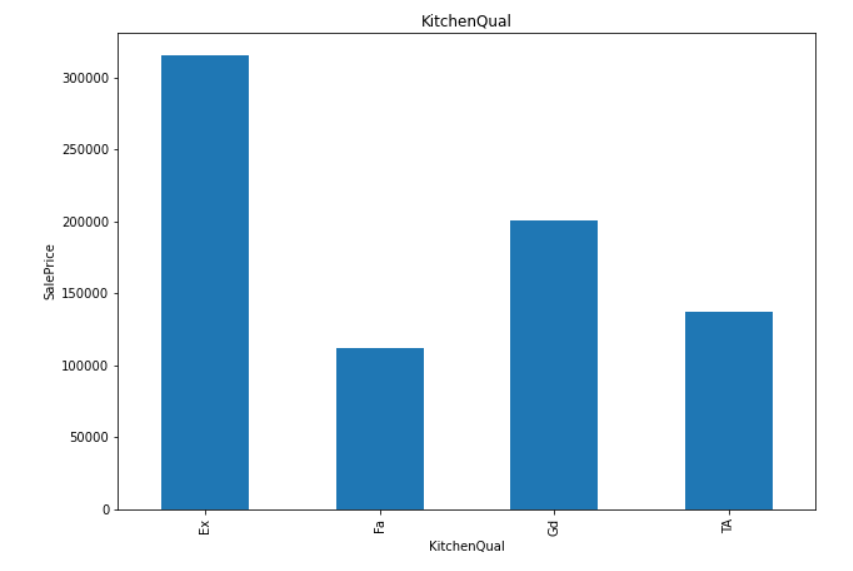 KitchenQual
300000
250000
200000
150000
100000
50000
0
SalePrice
Ex
Fa
Gd
TA
KitchenQual